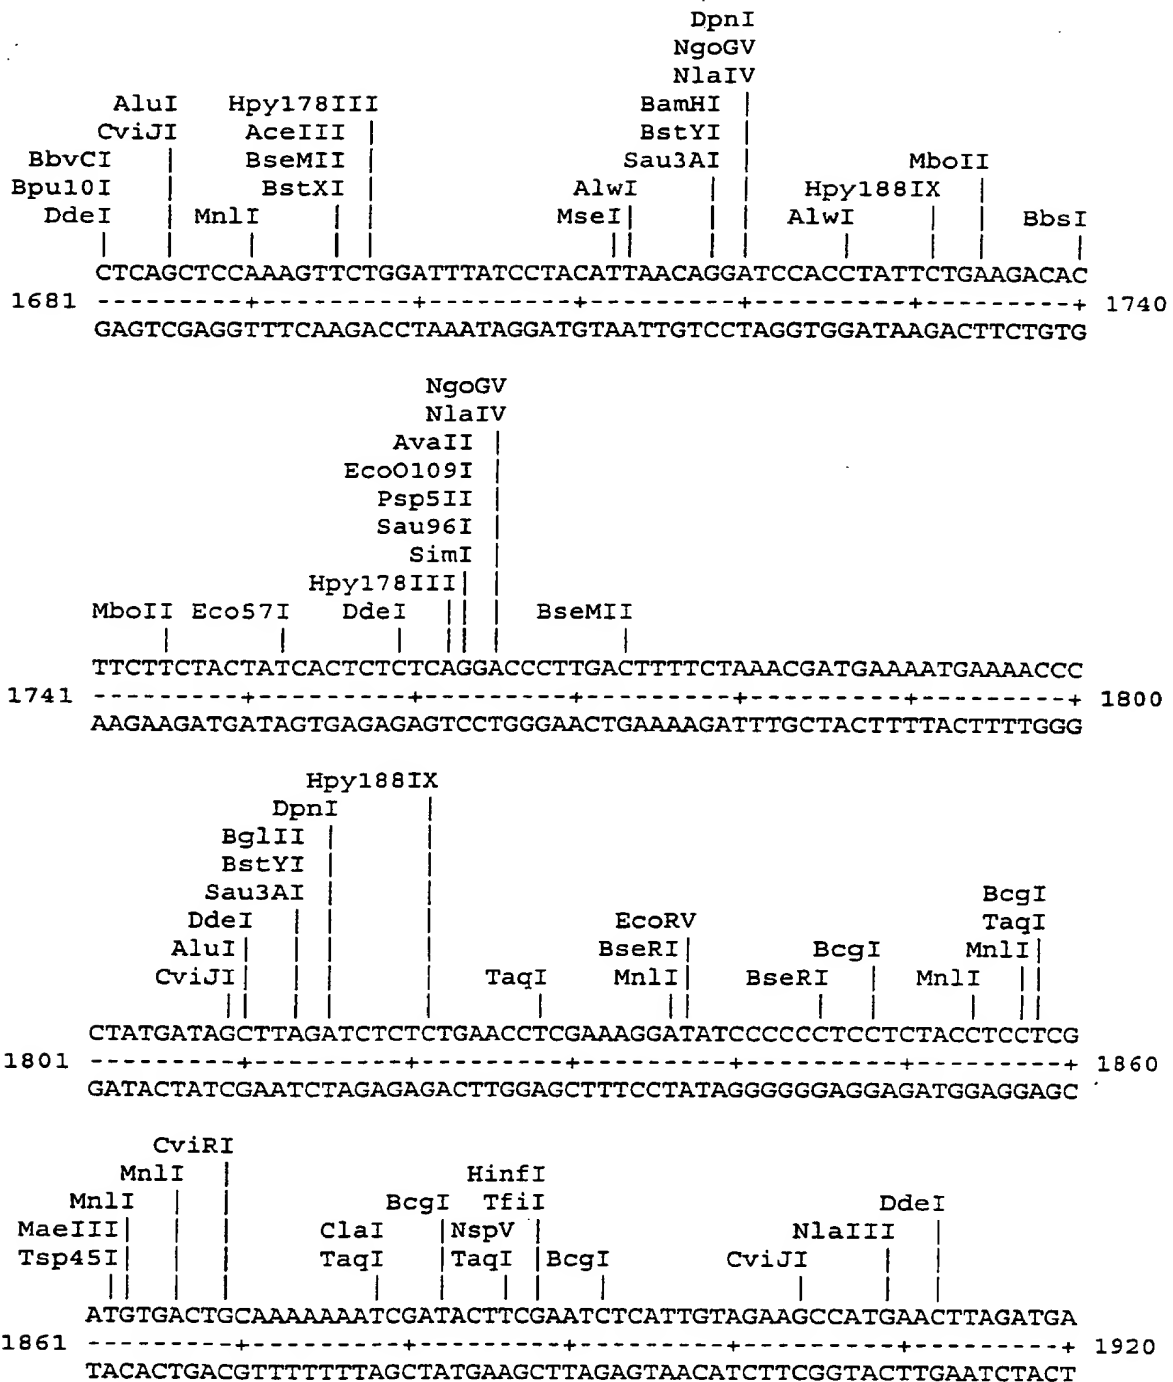 DpnI
NgoGV
NlaIV
AluI Hpy178III BamHI
CviJI AceIII BstYI
BbvCI BseMII Sau3AI MboII
Bpu10I BstXI AlwI Hpy188IX
DdeI MnlI MseI AlwI BbsI
CTCAGCTCCAAAGTTCTGGATTTATCCTACATTAACAGGATCCACCTATTCTGAAGACAC
1681 ---------+---------+---------+---------+---------+---------+ 1740
GAGTCGAGGTTTCAAGACCTAAATAGGATGTAATTGTCCTAGGTGGATAAGACTTCTGTG
NgoGV
NlaIV
AvaII
EcoO109I
Psp5II
Sau96I
SimI
Hpy178III
MboII Eco57I DdeI BseMII
TTCTTCTACTATCACTCTCTCAGGACCCTTGACTTTTCTAAACGATGAAAATGAAAACCC
1741 ---------+---------+---------+---------+---------+---------+ 1800
AAGAAGATGATAGTGAGAGAGTCCTGGGAACTGAAAAGATTTGCTACTTTTACTTTTGGG
Hpy188IX
DpnI
BglII
BstYI
Sau3AI BcgI
DdeI EcoRV TaqI
AluI BseRI BcgI MnlI
CviJI TaqI MnlI BseRI MnlI
CTATGATAGCTTAGATCTCTCTGAACCTCGAAAGGATATCCCCCCCTCCTCTACCTCCTCG
1801 ---------+---------+---------+---------+---------+---------+ 1860
GATACTATCGAATCTAGAGAGACTTGGAGCTTTCCTATAGGGGGGAGGAGATGGAGGAGC
CviRI
MnlI HinfI
MnlI BcgI TfiI DdeI
MaeIII ClaI NspV NlaIII
Tsp45I TaqI TaqI BcgI CviJI
ATGTGACTGCAAAAAAATCGATACTTCGAATCTCATTGTAGAAGCCATGAACTTAGATGA
1861 ---------+---------+---------+---------+---------+---------+ 1920
TACACTGACGTTTTTTTAGCTATGAAGCTTAGAGTAACATCTTCGGTACTTGAATCTACT